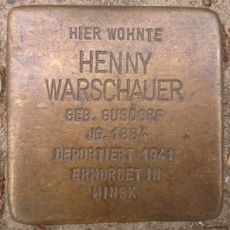 HIER WOHNTE
HENNY
WARSCHAUER
GEB. GUSDORF
JG. 1884
DEPORTIERT 1941
ERMORDET IN
MINSK